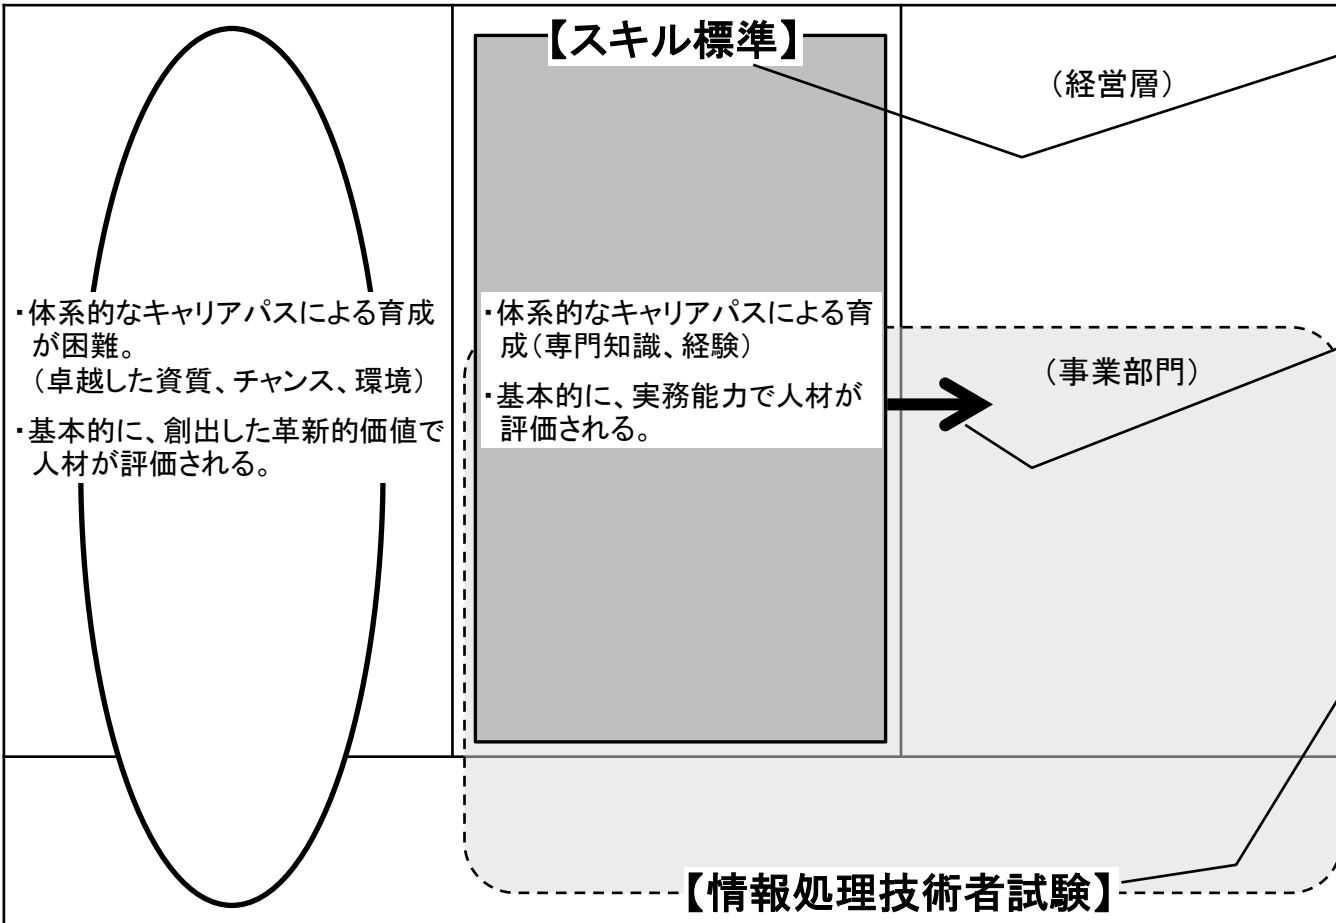 【スキル標準】
（経営層）
・体系的なキャリアパスによる育成
が困難。
（卓越した資質、チャンス、環境）
・基本的に、創出した革新的価値で
人材が評価される。
・体系的なキャリアパスによる育
成（専門知識、経験）
・基本的に、実務能力で人材が
評価される。
（事業部門）
【情報処理技術者試験】